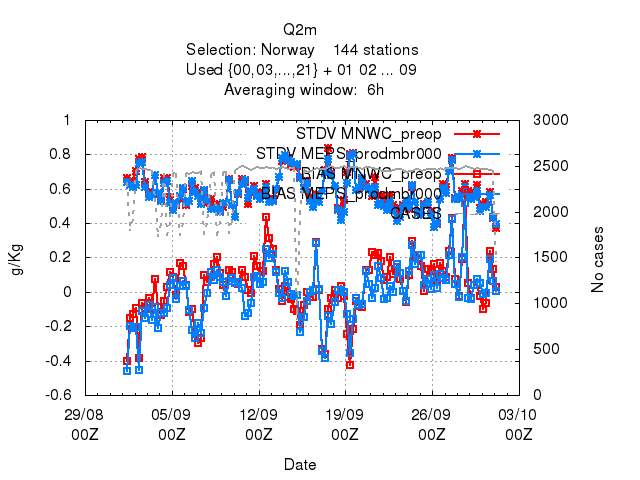 Q2m
Selection: Norway 144 stations
Used {00,03,...,21} + 01 02 ... 09
Averaging window: 6h
1
0.8
0.6
0.4
0.2
0
-0.2
-0.4
-0.6
g/Kg
STDV MNWC_preop
STDV MEPS_prodmbr000
BIAS MNWC_preop
BIAS MEPS_prodmbr000
CASES
3000
2500
2000
1500
1000
500
0
No cases
29/08 05/09 12/09 19/09 26/09 03/10
00Z 00Z 00Z 00Z 00Z 00Z
Date